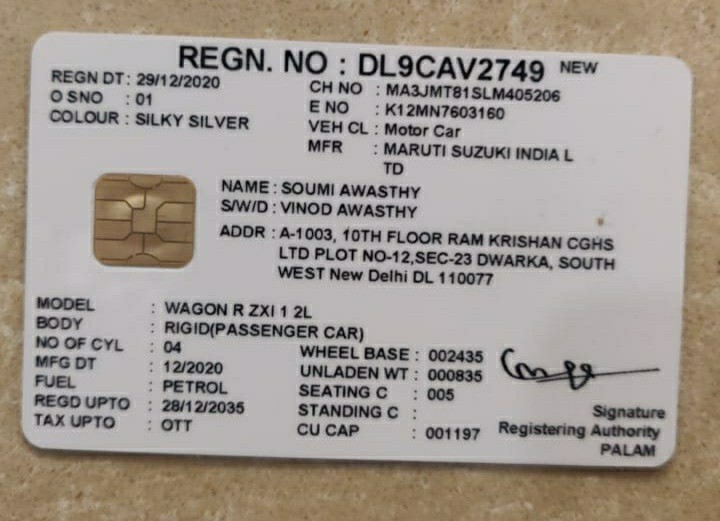 REGN. NO : DL9CAV2749 NEW
REGN DT : 29/12/2020
O SNO : 01
COLOUR : SILKY SILVER
CH NO : MA3JMT81SLM405206
E NO : K12MN7603160
VEH CL : Motor Car
MFR : MARUTI SUZUKI INDIA L
TD
NAME : SOUMI AWASTHY
S/W/D : VINOD AWASTHY
ADDR : A-1003, 10TH FLOOR RAM KRISHAN CGHS
LTD PLOT NO-12,SEC-23 DWARKA, SOUTH
WEST New Delhi DL 110077
MODEL : WAGON R ZXI 1 2L
BODY : RIGID(PASSENGER CAR)
NO OF CYL : 04
MFG DT : 12/2020
FUEL : PETROL
REGD UPTO : 28/12/2035
TAX UPTO : OTT
WHEEL BASE : 002435
UNLADEN WT : 000835
SEATING C : 005
STANDING C :
CU CAP : 001197
Signature
Registering Authority
PALAM